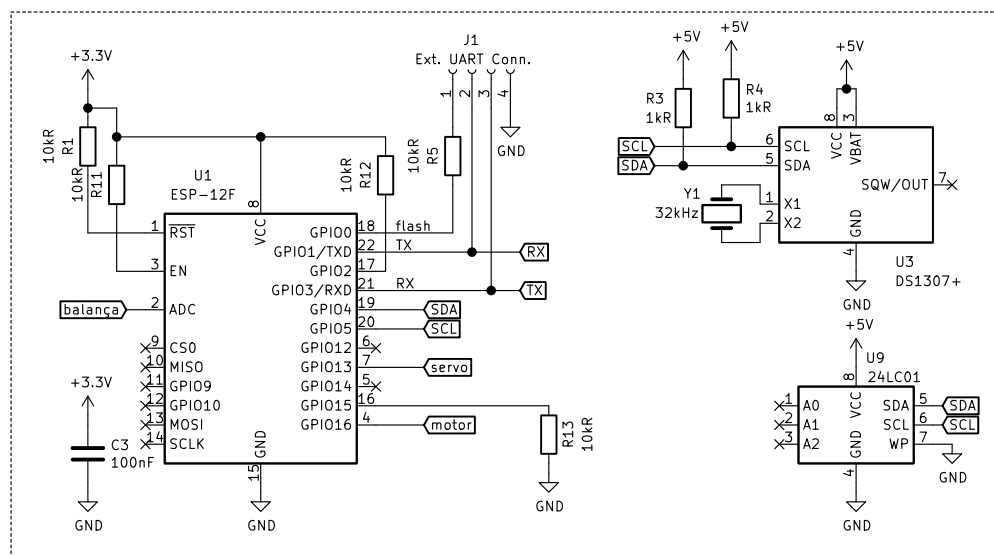 +3.3V
10kR
R1
10kR
R11
U1
ESP-12F
10kR
R12
J1
Ext. UART Conn.
1
2
3
4
GND
10kR
R5
8
VCC
1
RST
3
EN
balança
2
ADC
9
CS0
10
MISO
11
GPIO9
12
GPIO10
13
MOSI
14
SCLK
GPIO0
18
flash
GPIO1/TXD
22
TX
RX
GPIO2
17
GPIO3/RXD
21
RX
TX
GPIO4
19
SDA
GPIO5
20
SCL
GPIO12
6
GPIO13
7
servo
GPIO14
5
GPIO15
16
GPIO16
4
motor
GND
15
GND
+3.3V
C3
100nF
GND
R13
10kR
GND
+5V
R3
1kR
+5V
R4
1kR
+5V
SCL
SDA
6
SCL
5
SDA
8
VCC
3
VBAT
SQW/OUT
7
Y1
32kHz
1
X1
2
X2
GND
4
GND
U3
DS1307+
+5V
U9
24LC01
8
VCC
1
A0
2
A1
3
A2
SDA
5
SDA
SCL
6
SCL
WP
7
GND
GND
4
GND